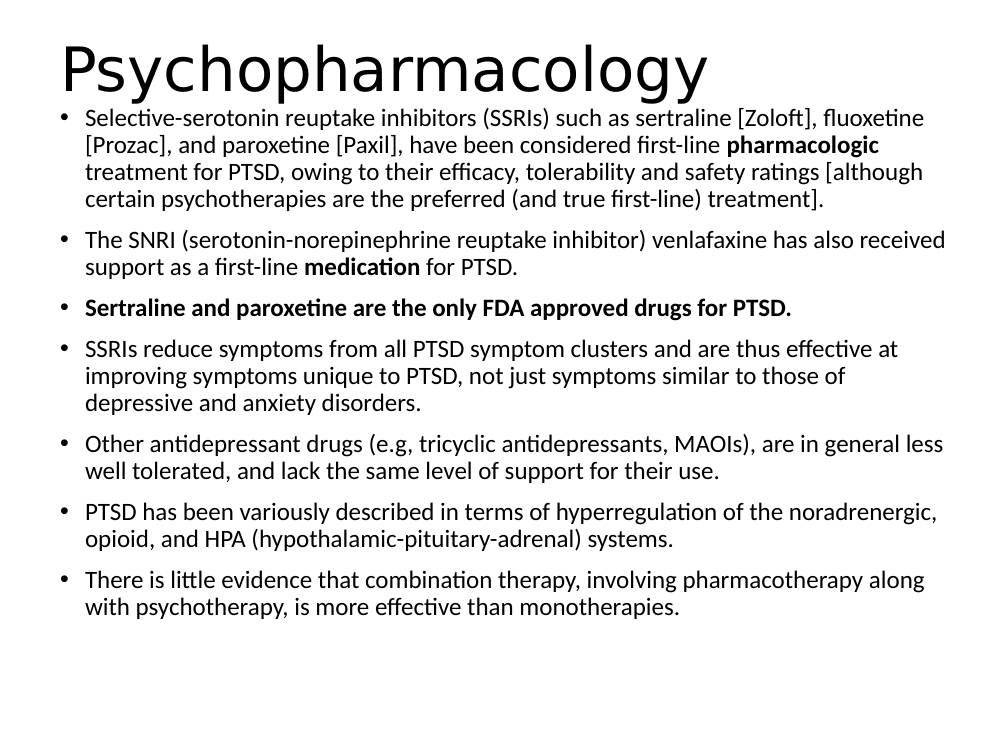 Psychopharmacology
• Selective-serotonin reuptake inhibitors (SSRIs) such as sertraline [Zoloft], fluoxetine
[Prozac], and paroxetine [Paxil], have been considered first-line pharmacologic
treatment for PTSD, owing to their efficacy, tolerability and safety ratings [although
certain psychotherapies are the preferred (and true first-line) treatment].
• The SNRI (serotonin-norepinephrine reuptake inhibitor) venlafaxine has also received
support as a first-line medication for PTSD.
• Sertraline and paroxetine are the only FDA approved drugs for PTSD.
• SSRIs reduce symptoms from all PTSD symptom clusters and are thus effective at
improving symptoms unique to PTSD, not just symptoms similar to those of
depressive and anxiety disorders.
• Other antidepressant drugs (e.g, tricyclic antidepressants, MAOIs), are in general less
well tolerated, and lack the same level of support for their use.
• PTSD has been variously described in terms of hyperregulation of the noradrenergic,
opioid, and HPA (hypothalamic-pituitary-adrenal) systems.
• There is little evidence that combination therapy, involving pharmacotherapy along
with psychotherapy, is more effective than monotherapies.